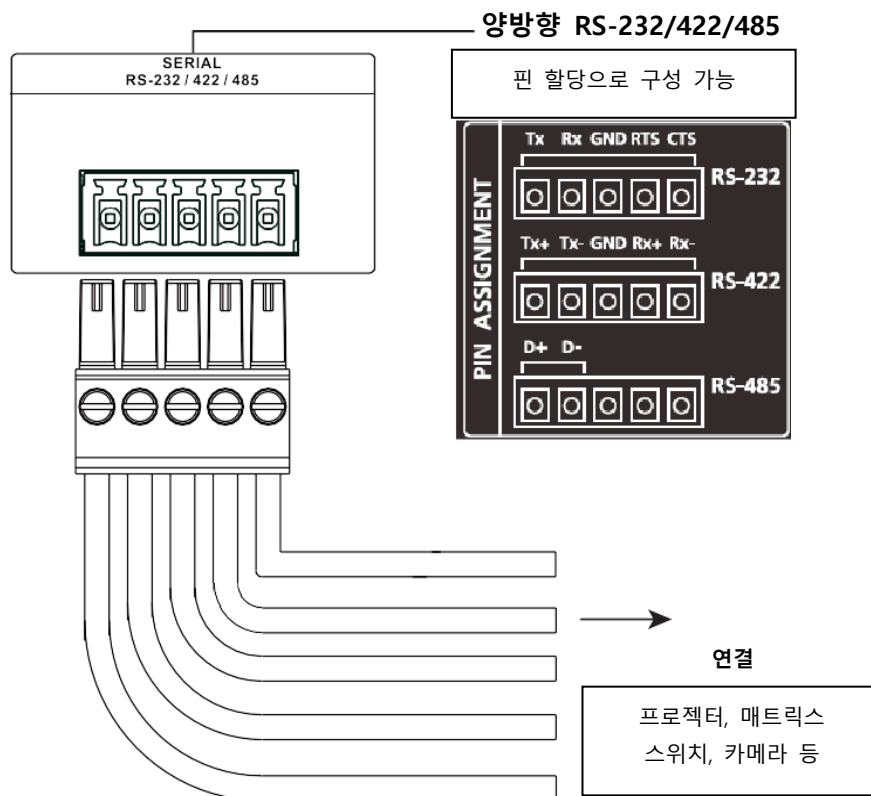 양방향 RS-232/422/485
SERIAL
RS-232 / 422 / 485
핀 할당으로 구성 가능
PIN ASSIGNMENT
Tx Rx GND RTS CTS
RS-232
Tx+ Tx- GND Rx+ Rx-
RS-422
D+ D-
RS-485
연결
프로젝터, 매트릭스
스위치, 카메라 등